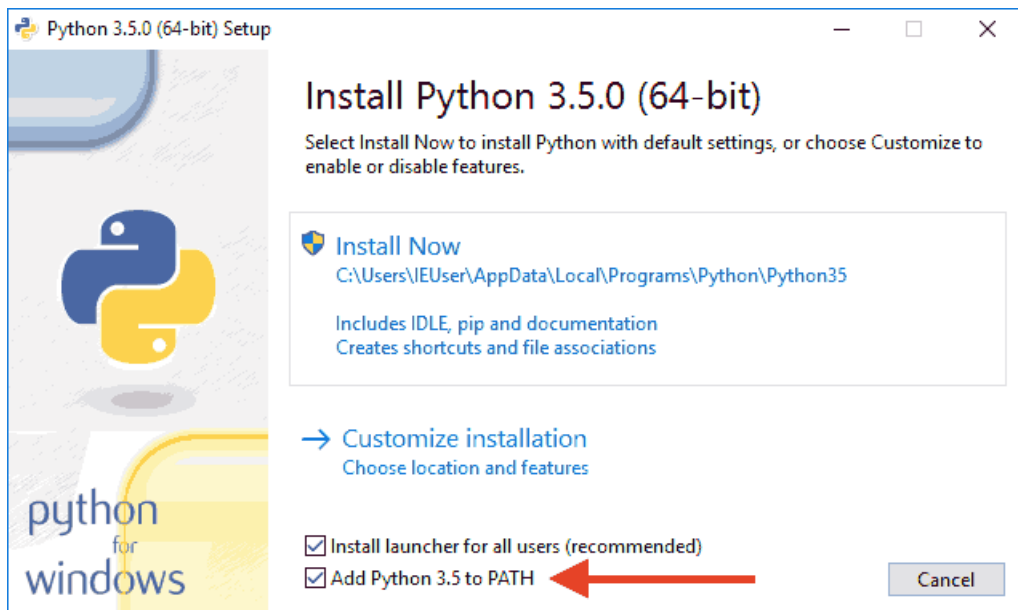 Python 3.5.0 (64-bit) Setup
Install Python 3.5.0 (64-bit)
Select Install Now to install Python with default settings, or choose Customize to
enable or disable features.
Install Now
C:\Users\IEUser\AppData\Local\Programs\Python\Python35
Includes IDLE, pip and documentation
Creates shortcuts and file associations
Customize installation
Choose location and features
python
for
windows
Install launcher for all users (recommended)
Add Python 3.5 to PATH
Cancel